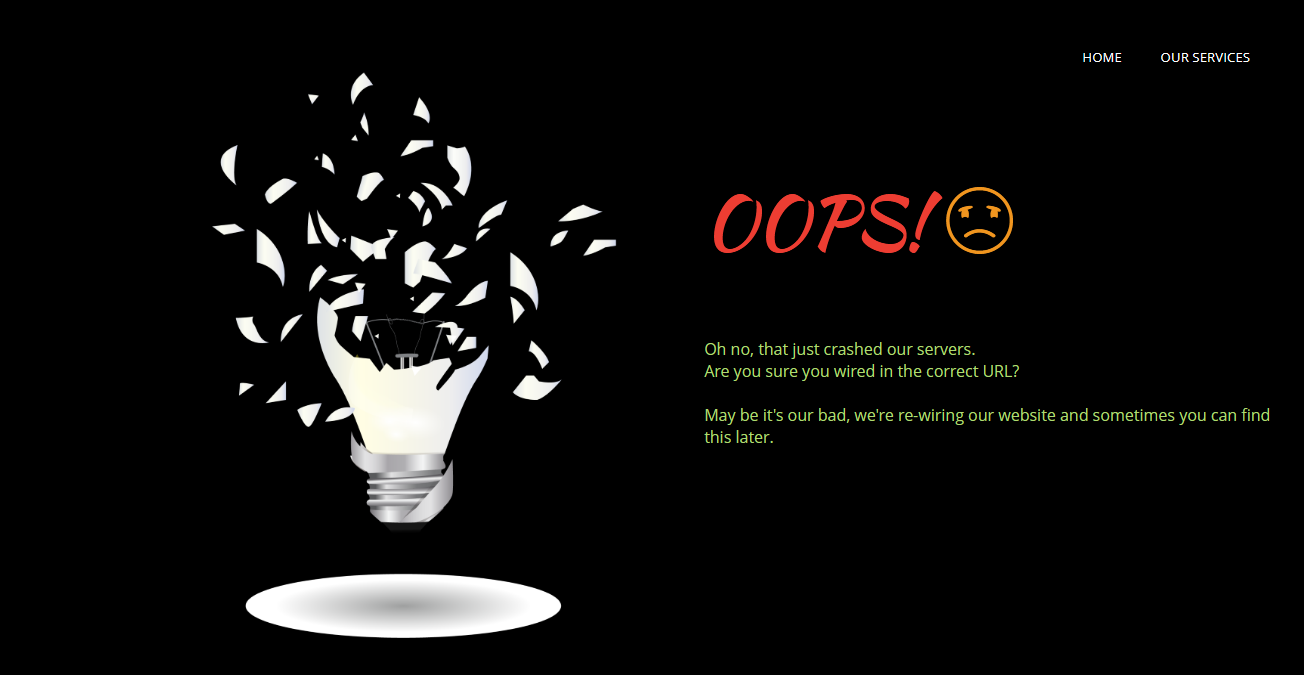 HOME OUR SERVICES
OOPS!
Oh no, that just crashed our servers.
Are you sure you wired in the correct URL?
May be it's our bad, we're re-wiring our website and sometimes you can find
this later.